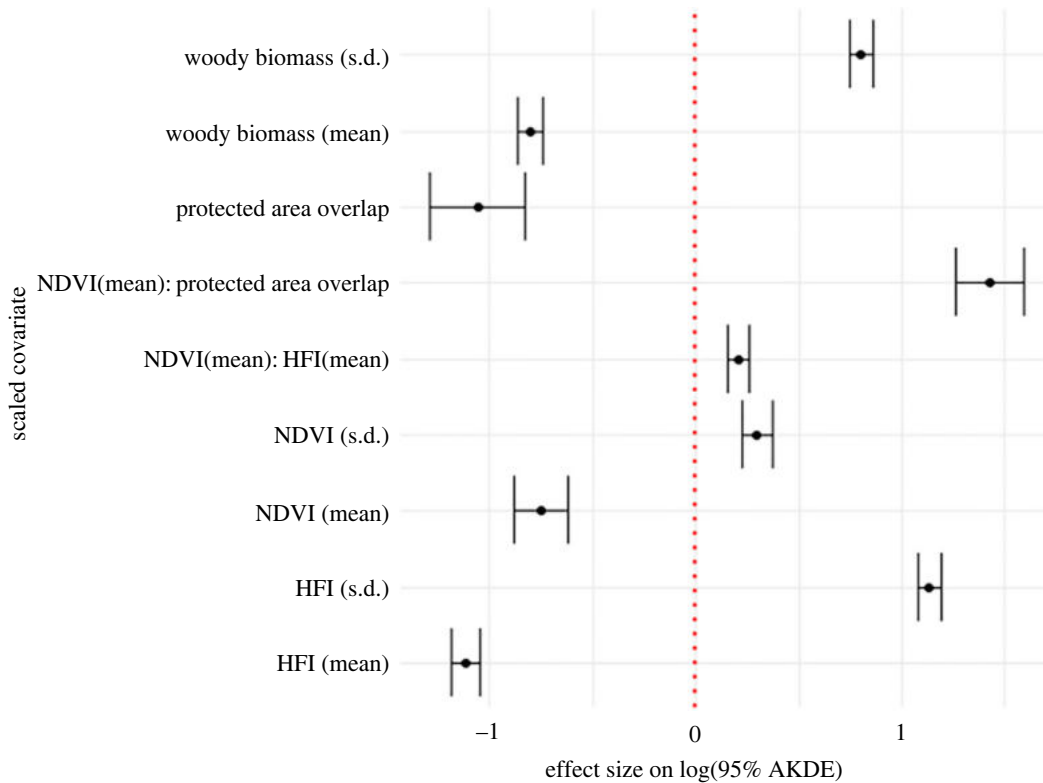 woody biomass (s.d.)
woody biomass (mean)
protected area overlap
NDVI(mean): protected area overlap
NDVI(mean): HFI(mean)
NDVI (s.d.)
NDVI (mean)
HFI (s.d.)
HFI (mean)
scaled covariate
–1 0 1
effect size on log(95% AKDE)